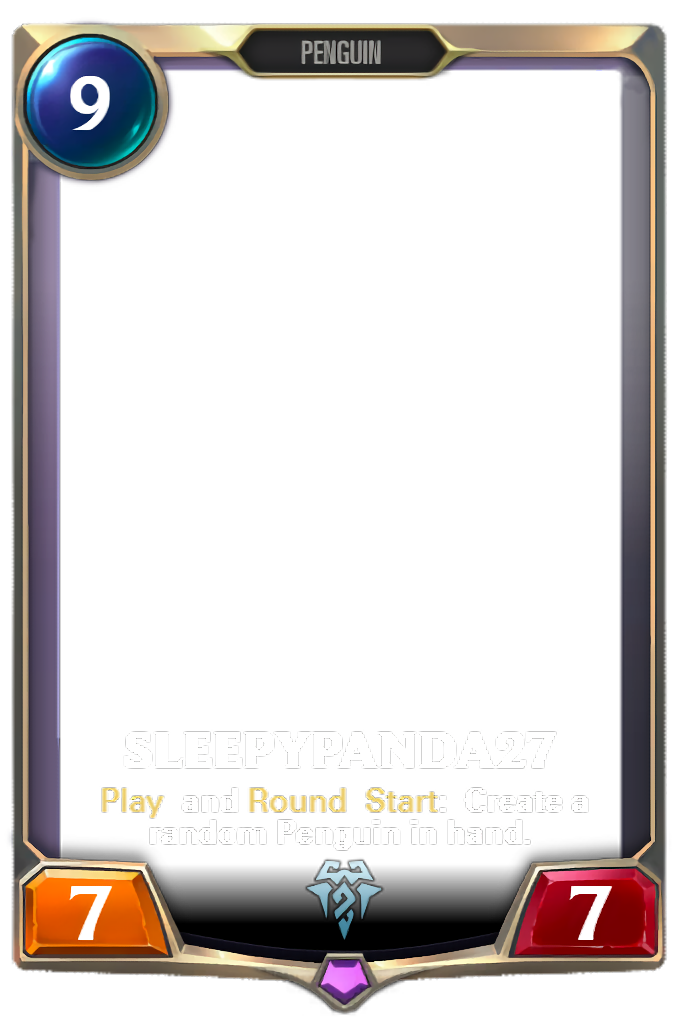 PENGUIN
9
SLEEPYPANDA27
Play and Round Start: Create a
random Penguin in hand.
7
7